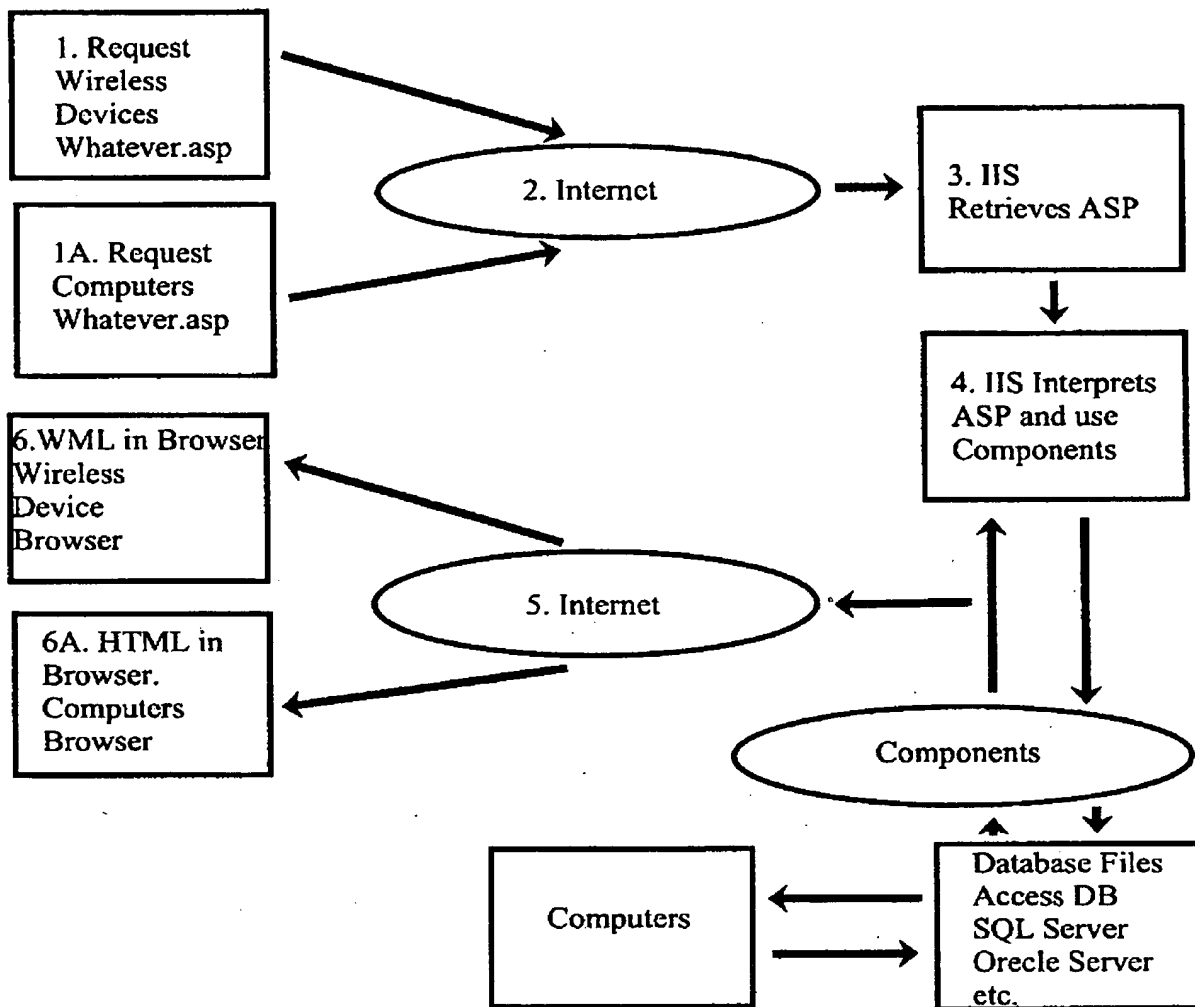 1. Request
Wireless
Devices
Whatever.asp
2. Internet
3. IIS
Retrieves ASP
1A. Request
Computers
Whatever.asp
4. IIS Interprets
ASP and use
Components
6.WML in Browser
Wireless
Device
Browser
5. Internet
6A. HTML in
Browser.
Computers
Browser
Components
Computers
Database Files
Access DB
SQL Server
Orecle Server
etc.